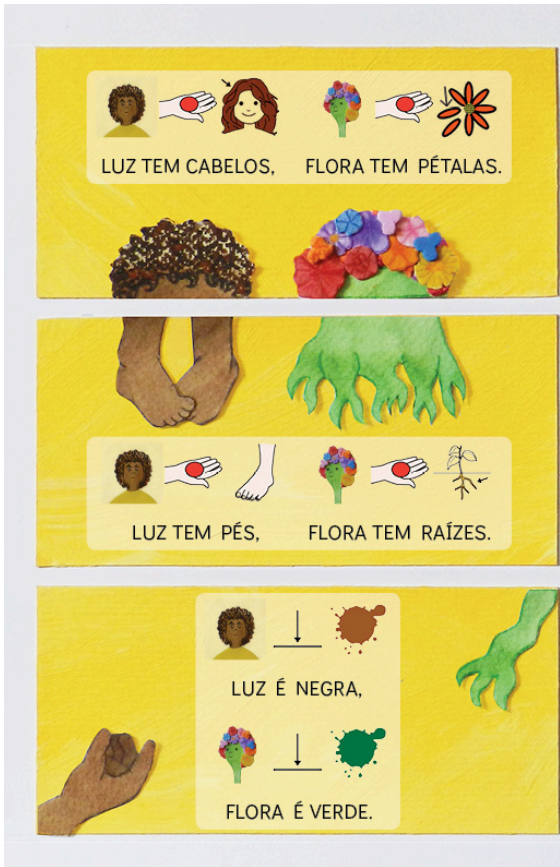 LUZ TEM CABELOS, FLORA TEM PÉTALAS.
LUZ TEM PÉS, FLORA TEM RAÍZES.
LUZ É NEGRA,
FLORA É VERDE.